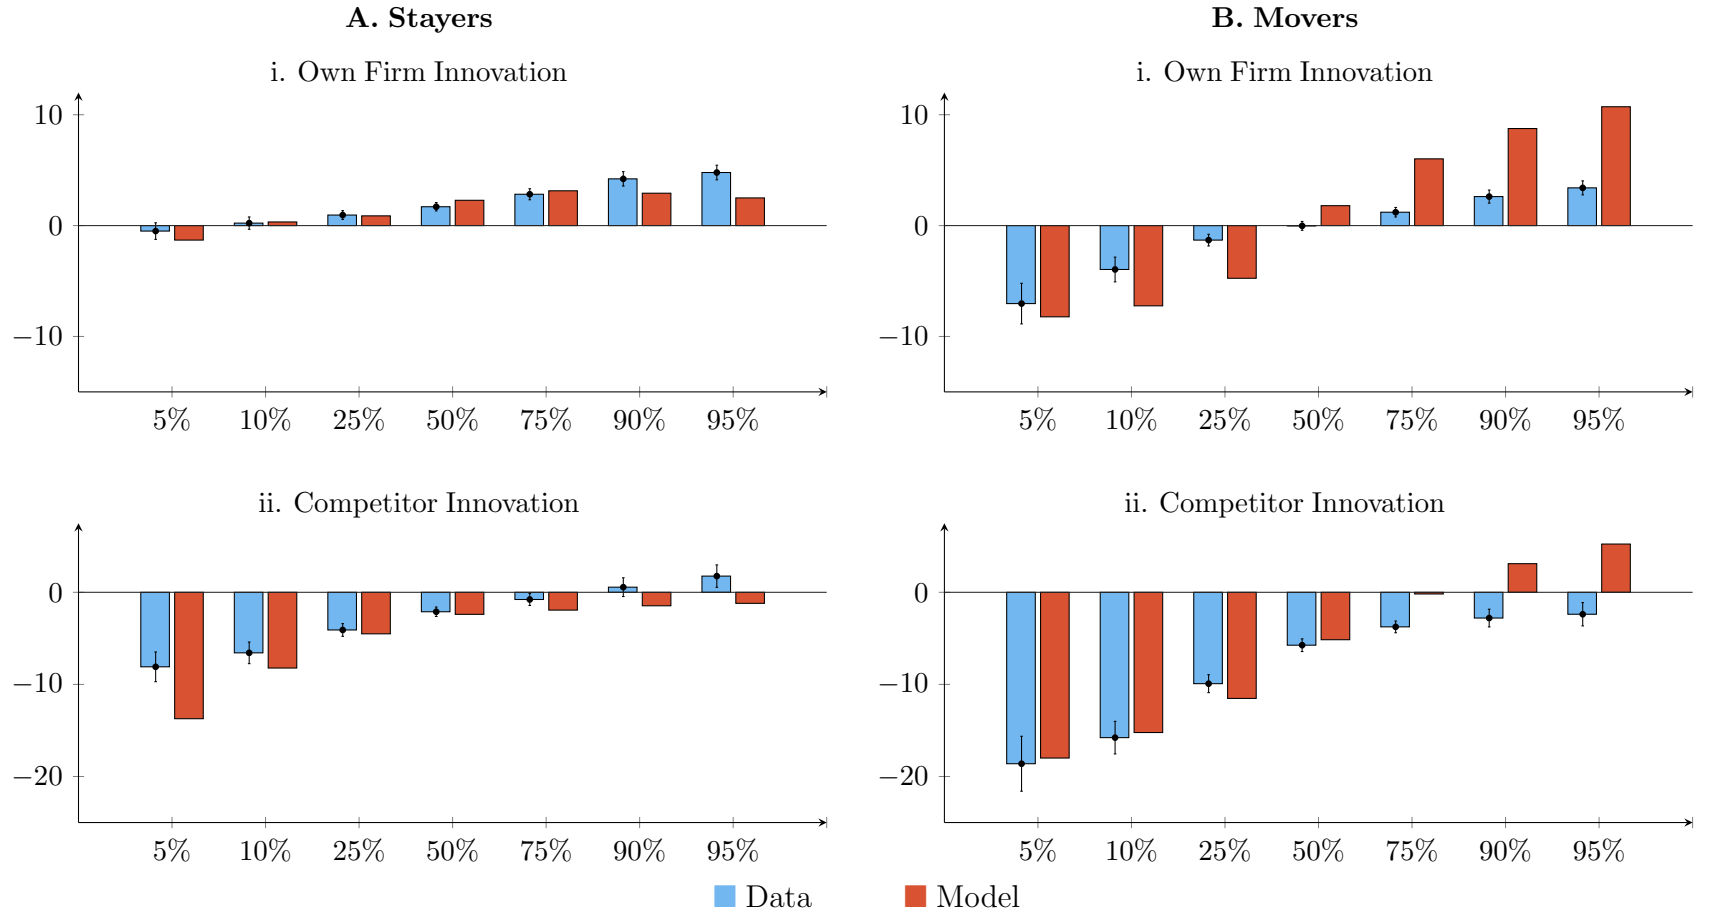 A. Stayers
i. Own Firm Innovation
10
0
−10
5% 10% 25% 50% 75% 90% 95%
ii. Competitor Innovation
0
−10
−20
5% 10% 25% 50% 75% 90% 95%
B. Movers
i. Own Firm Innovation
10
0
−10
5% 10% 25% 50% 75% 90% 95%
ii. Competitor Innovation
0
−10
−20
5% 10% 25% 50% 75% 90% 95%
Data Model